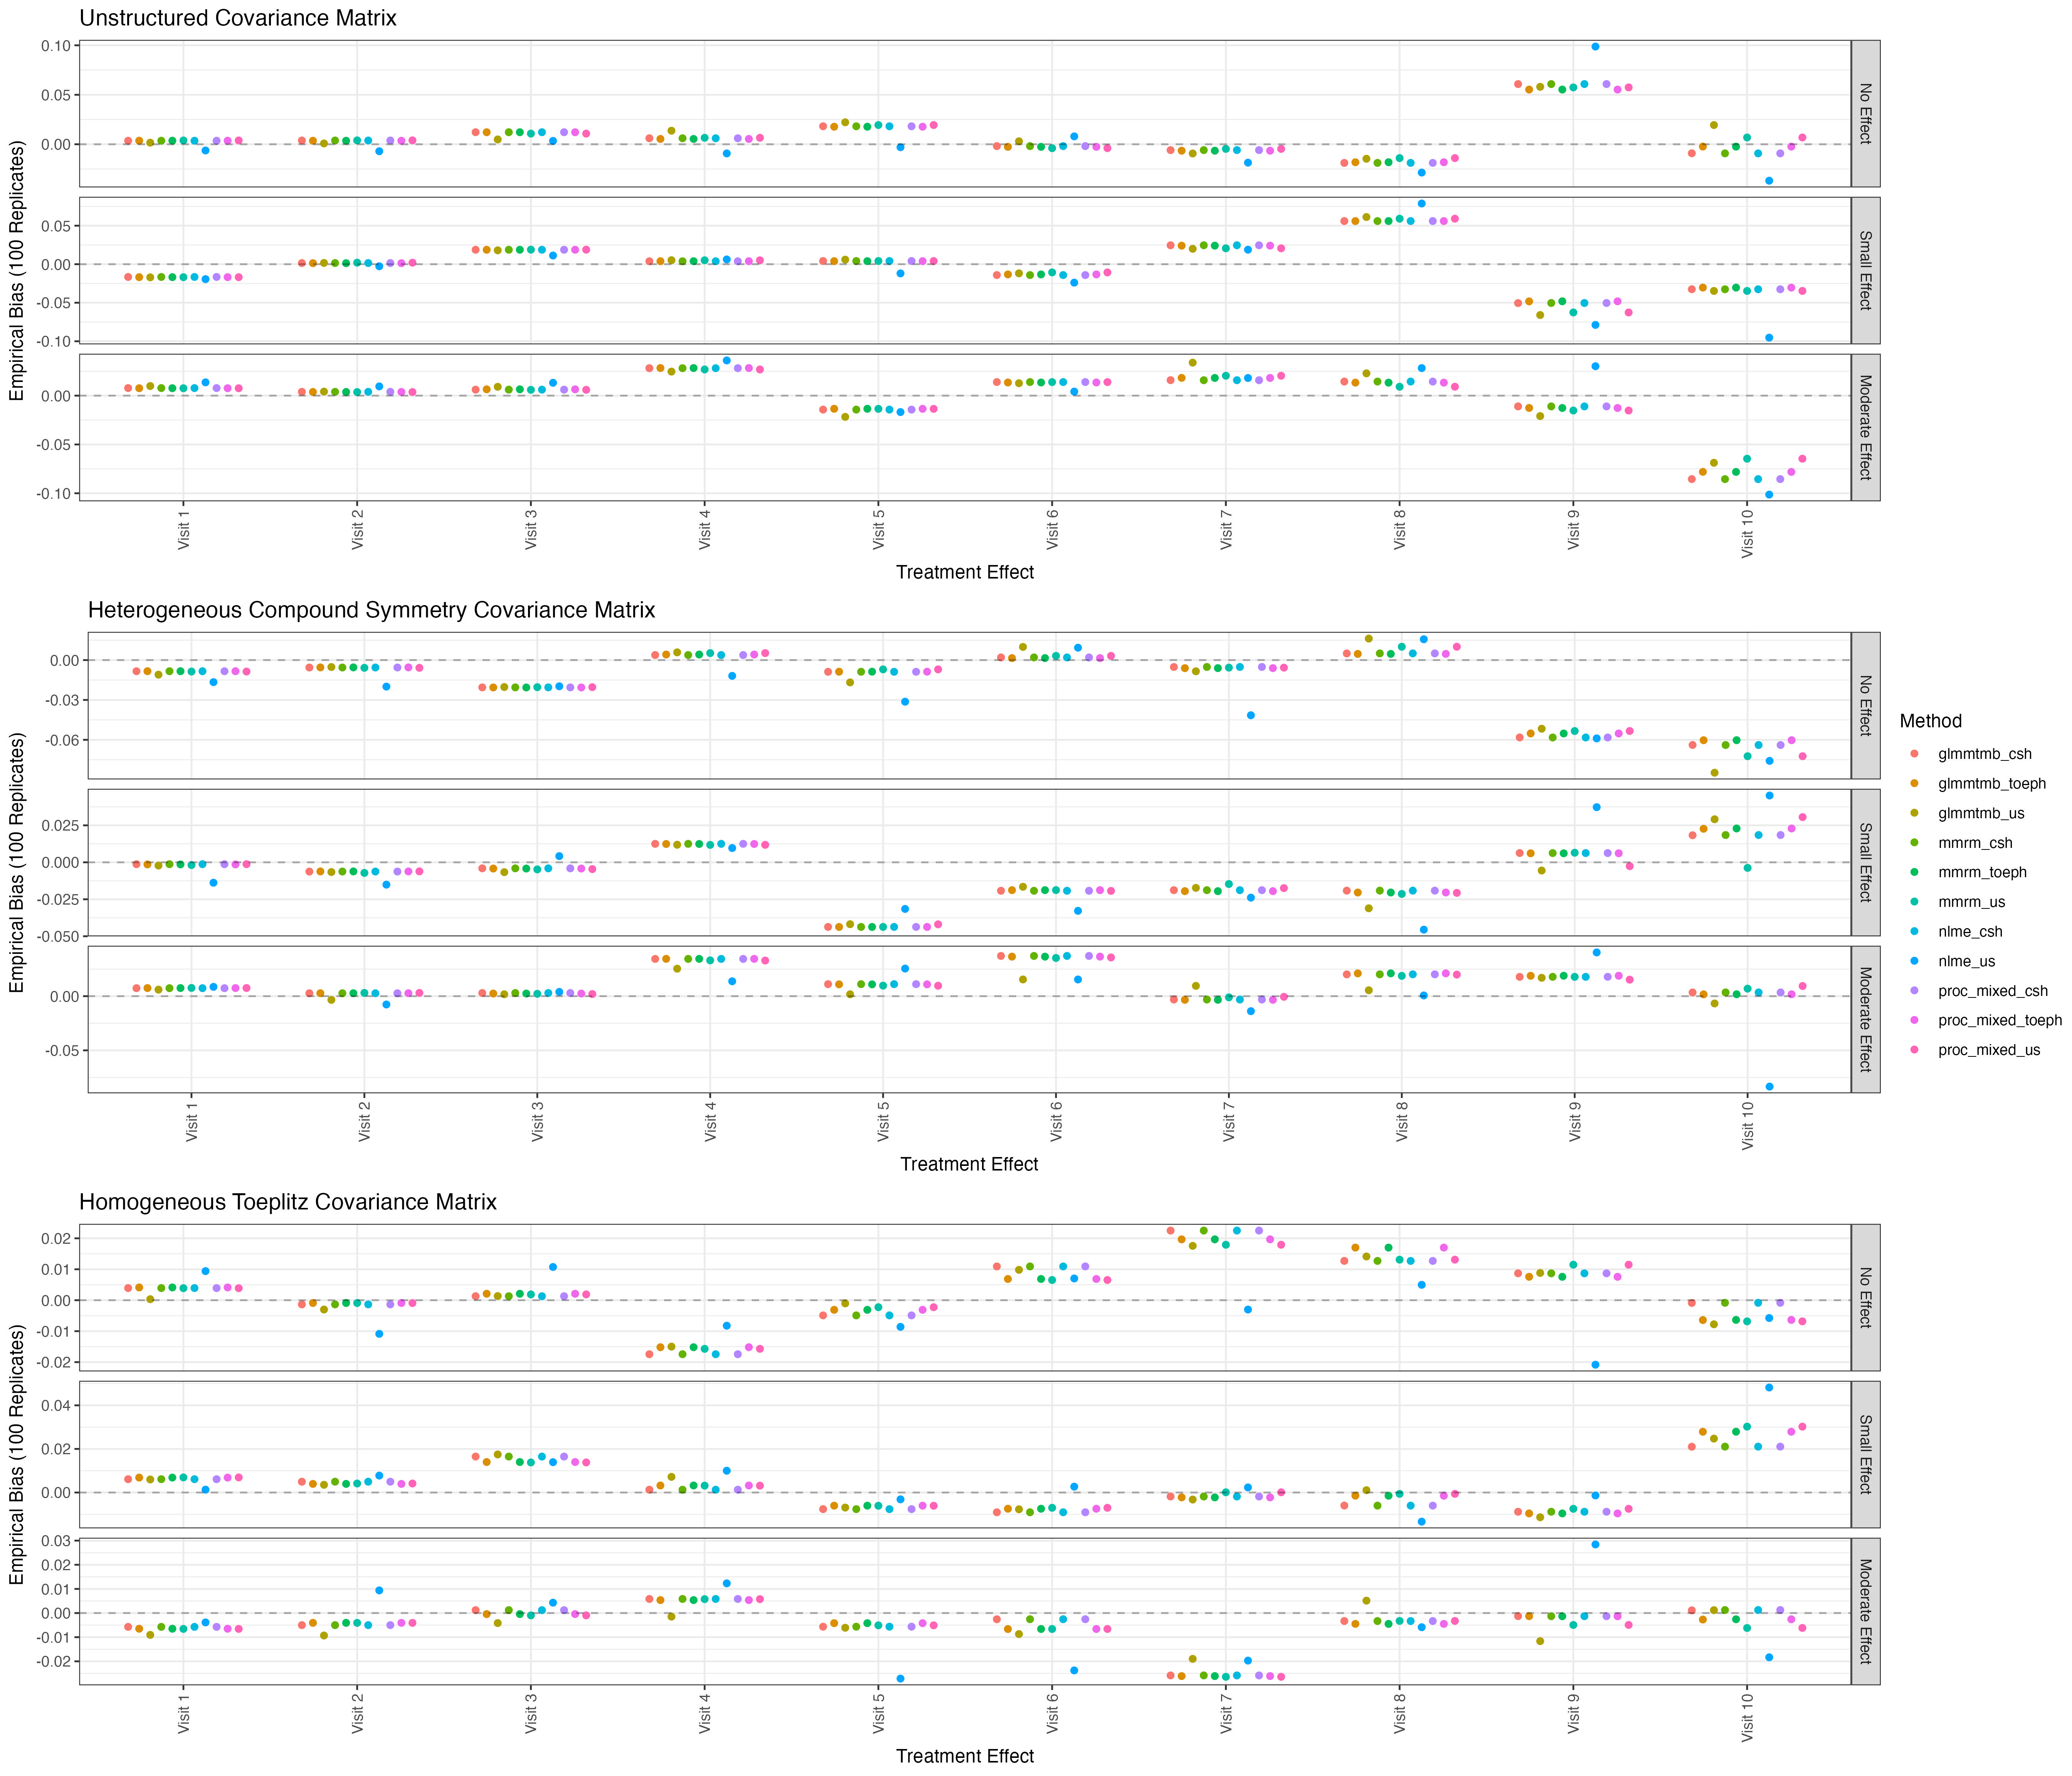 Unstructured Covariance Matrix
Empirical Bias (100 Replicates)
0.10
0.05
0.00
No Effect
0.05
0.00
-0.05
-0.10
Small Effect
0.00
-0.05
-0.10
Moderate Effect
Visit 1
Visit 2
Visit 3
Visit 4
Visit 5
Visit 6
Visit 7
Visit 8
Visit 9
Visit 10
Treatment Effect
Heterogeneous Compound Symmetry Covariance Matrix
Empirical Bias (100 Replicates)
0.00
-0.03
-0.06
No Effect
0.025
0.000
-0.025
-0.050
Small Effect
0.00
-0.05
Moderate Effect
Visit 1
Visit 2
Visit 3
Visit 4
Visit 5
Visit 6
Visit 7
Visit 8
Visit 9
Visit 10
Treatment Effect
Method
glmmtmb_csh
glmmtmb_toeph
glmmtmb_us
mmrm_csh
mmrm_toeph
mmrm_us
nlme_csh
nlme_us
proc_mixed_csh
proc_mixed_toeph
proc_mixed_us
Homogeneous Toeplitz Covariance Matrix
Empirical Bias (100 Replicates)
0.02
0.01
0.00
-0.01
-0.02
No Effect
0.04
0.02
0.00
Small Effect
0.03
0.02
0.01
0.00
-0.01
-0.02
Moderate Effect
Visit 1
Visit 2
Visit 3
Visit 4
Visit 5
Visit 6
Visit 7
Visit 8
Visit 9
Visit 10
Treatment Effect